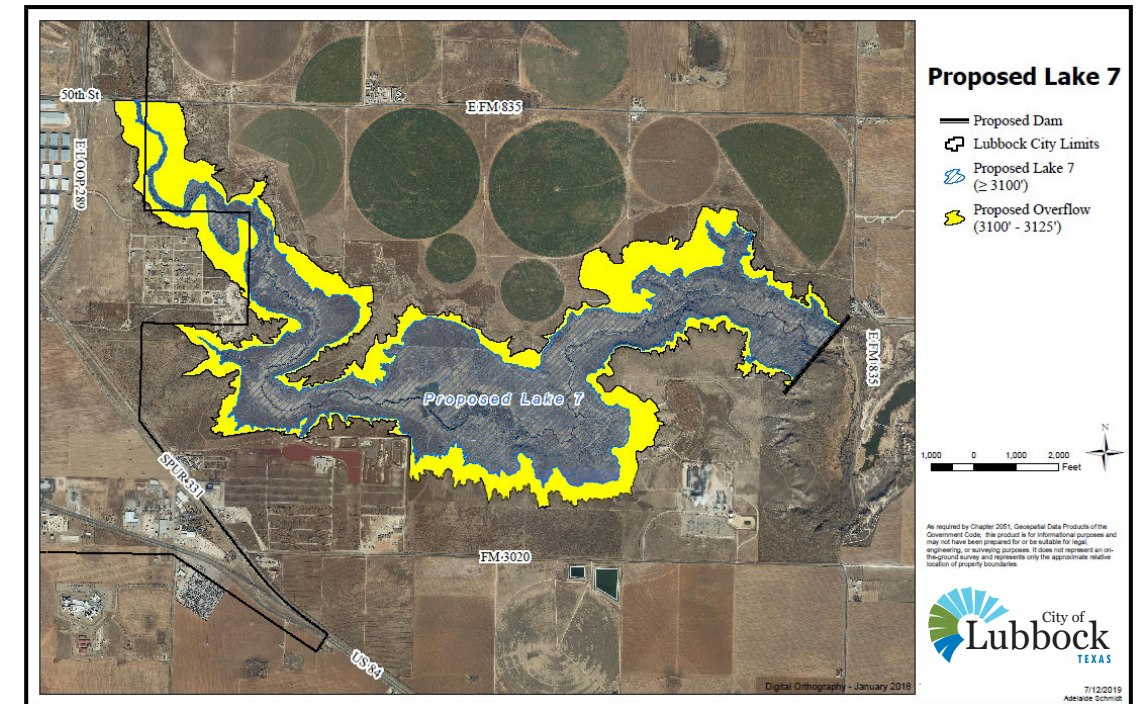 50th St
E FM 835
E LOOP 289
Proposed Lake 7
E FM 835
SPUR 331
FM 3020
US 84
Digital Orthography - January 2018
Proposed Lake 7
Proposed Dam
Lubbock City Limits
Proposed Lake 7
(≥ 3100')
Proposed Overflow
(3100' - 3125')
N
1,000 0 1,000 2,000
Feet
As required by Chapter 2051, Geospatial Data Products of the
Government Code, this product is for informational purposes and
may not have been prepared for or be suitable for legal,
engineering, or surveying purposes. It does not represent an on-
the-ground survey and represents only the approximate relative
location of property boundaries.
City of
Lubbock
TEXAS
7/12/2019
Adelaide Schmidt